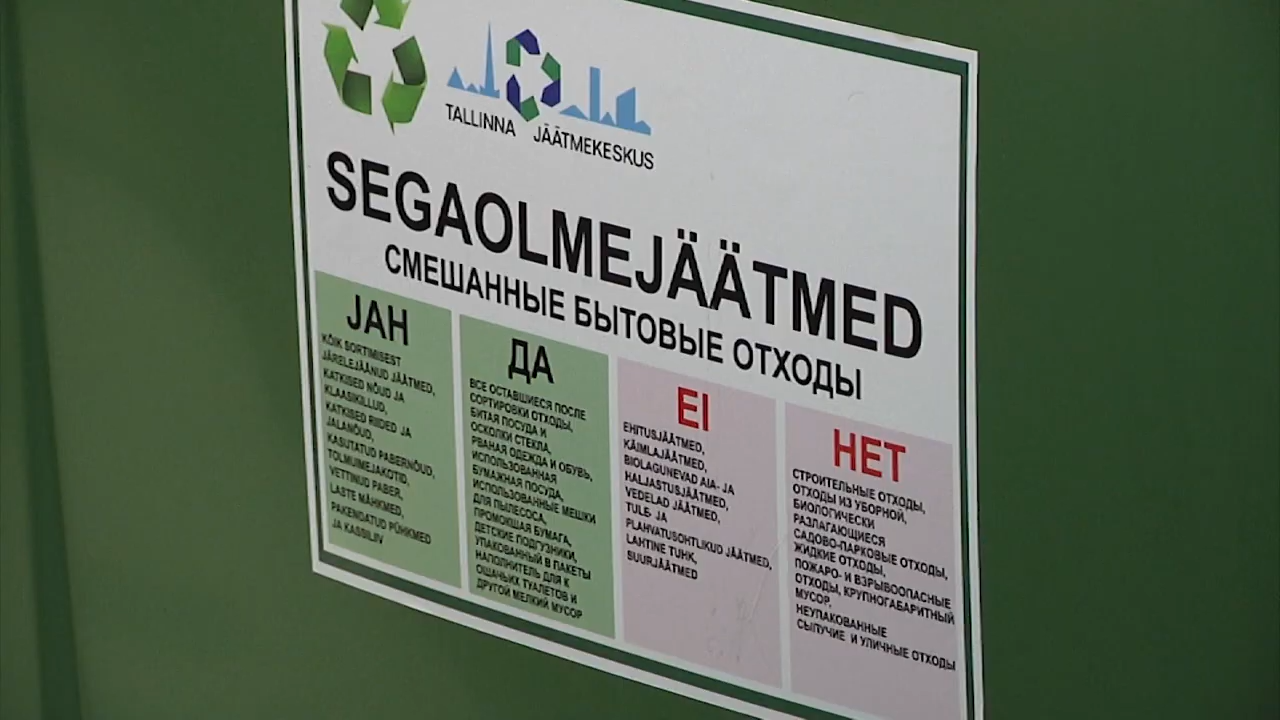 TALLINNA JÄÄTMEKESKUS
SEGAOLMEJÄÄTMED
СМЕШАННЫЕ БЫТОВЫЕ ОТХОДЫ
JAH
KÕIK SORTIMISEST
JÄRELEJÄÄNUD JÄÄTMED,
KATKISED NÕUD JA
KLAASIKILLUD,
KATKISED RIIDED JA
JALANÕUD,
KASUTATUD PABERNÕUD,
TOLMUIMEJAKOTID,
VETTINUD PABER,
LASTE MÄHKMED,
PAKENDATUD PÜHKMED
JA KASSILIIV
ДА
ВСЕ ОСТАВШИЕСЯ ПОСЛЕ
СОРТИРОВКИ ОТХОДЫ,
БИТАЯ ПОСУДА И
ОСКОЛКИ СТЕКЛА,
РВАНАЯ ОДЕЖДА И ОБУВЬ,
ИСПОЛЬЗОВАННАЯ
БУМАЖНАЯ ПОСУДА,
ИСПОЛЬЗОВАННЫЕ МЕШКИ
ДЛЯ ПЫЛЕСОСА,
ПРОМОКШАЯ БУМАГА,
ДЕТСКИЕ ПОДГУЗНИКИ,
УПАКОВАННЫЙ В ПАКЕТЫ
НАПОЛНИТЕЛЬ ДЛЯ К
ОШАЧЬИХ ТУАЛЕТОВ И
ДРУГОЙ МЕЛКИЙ МУСОР
EI
EHITUSJÄÄTMED,
KÄIMLAJÄÄTMED,
BIOLAGUNEVAD AIA- JA
HALJASTUSJÄÄTMED,
VEDELAD JÄÄTMED,
TULE- JA
PLAHVATUSOHTLIKUD JÄÄTMED,
LAHTINE TUHK,
SUURJÄÄTMED
НЕТ
СТРОИТЕЛЬНЫЕ ОТХОДЫ,
ОТХОДЫ ИЗ УБОРНОЙ,
БИОЛОГИЧЕСКИ
РАЗЛАГАЮЩИЕСЯ
САДОВО-ПАРКОВЫЕ ОТХОДЫ,
ЖИДКИЕ ОТХОДЫ,
ПОЖАРО- И ВЗРЫВООПАСНЫЕ
ОТХОДЫ, КРУПНОГАБАРИТНЫЙ
МУСОР,
НЕУПАКОВАННЫЕ
СЫПУЧИЕ И УЛИЧНЫЕ ОТХОДЫ